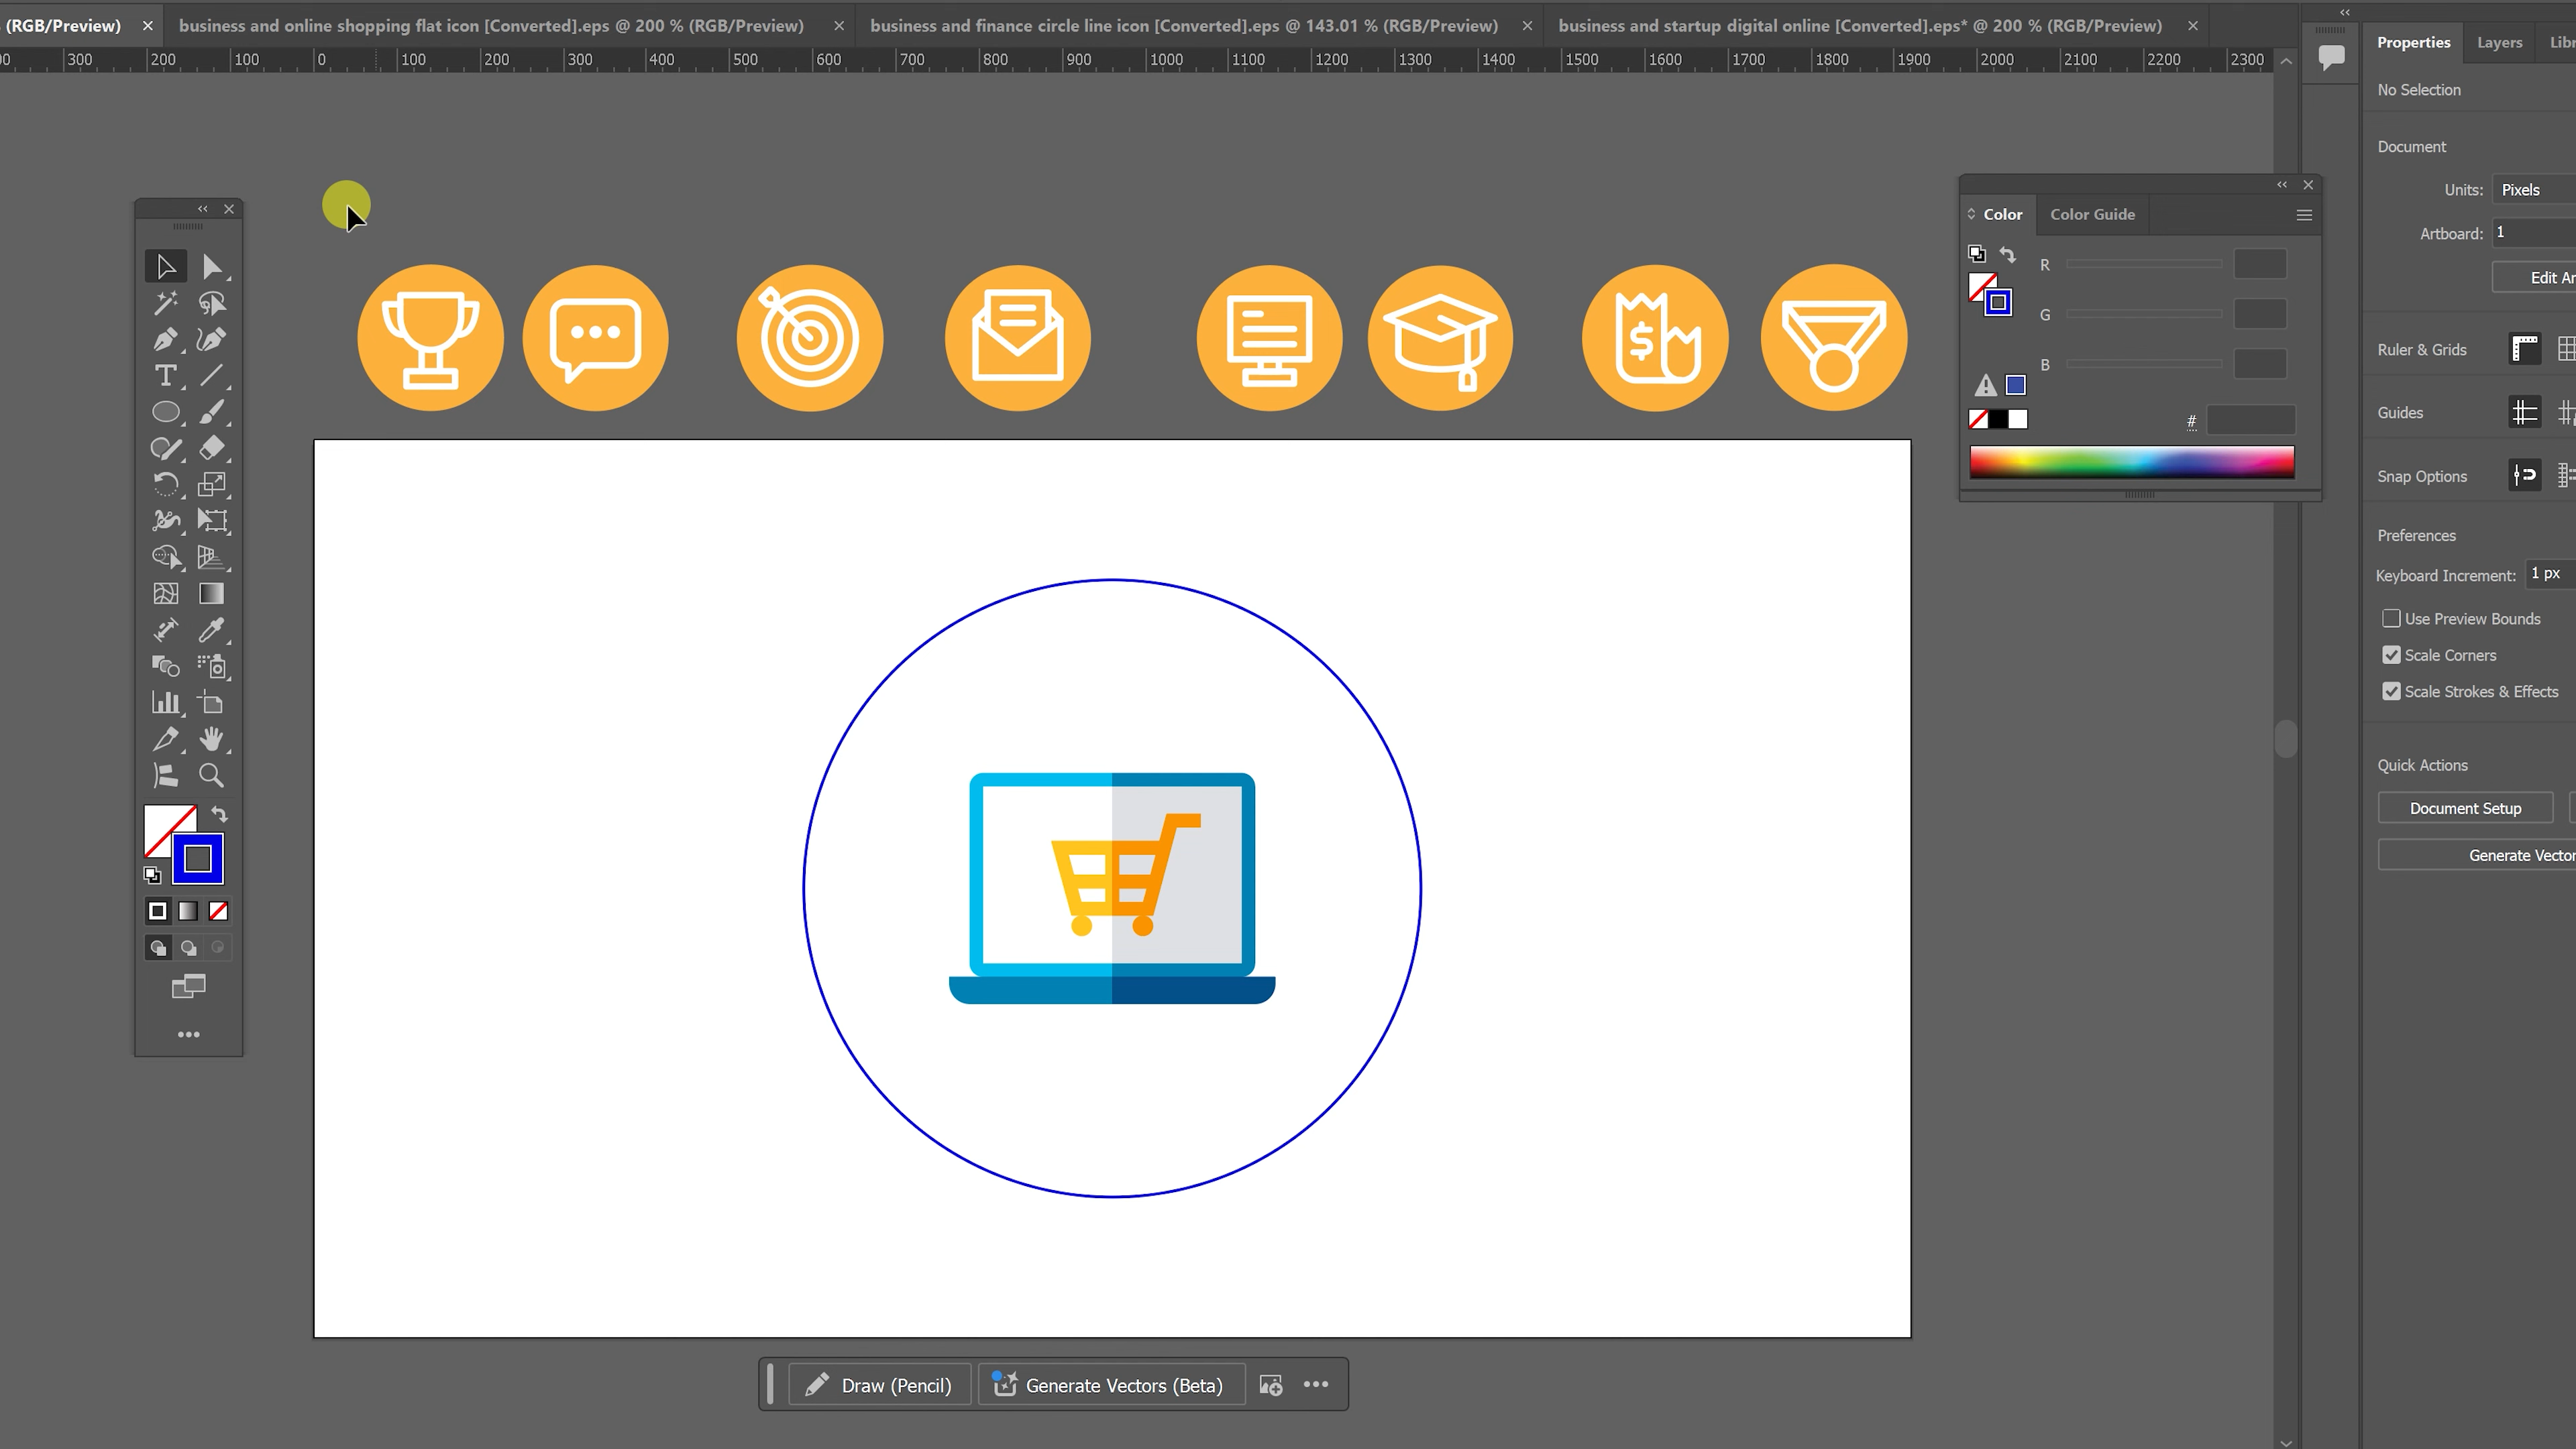 (RGB/Preview) × business and online shopping flat icon [Converted].eps @ 200 % (RGB/Preview) × business and finance circle line icon [Converted].eps @ 143.01 % (RGB/Preview) × business and startup digital online [Converted].eps* @ 200 % (RGB/Preview) ×
300 200 100 0 100 200 300 400 500 600 700 800 900 1000 1100 1200 1300 1400 1500 1600 1700 1800 1900 2000 2100 2200 2300
Properties Layers
No Selection
Document
Units: Pixels
Artboard: 1
Ruler & Grids
Guides
Snap Options
Preferences
Keyboard Increment: 1 px
Use Preview Bounds
Scale Corners
Scale Strokes & Effects
Quick Actions
Document Setup
Generate
Color Color Guide
R
G
B
#
$
Draw (Pencil) Generate Vectors (Beta)